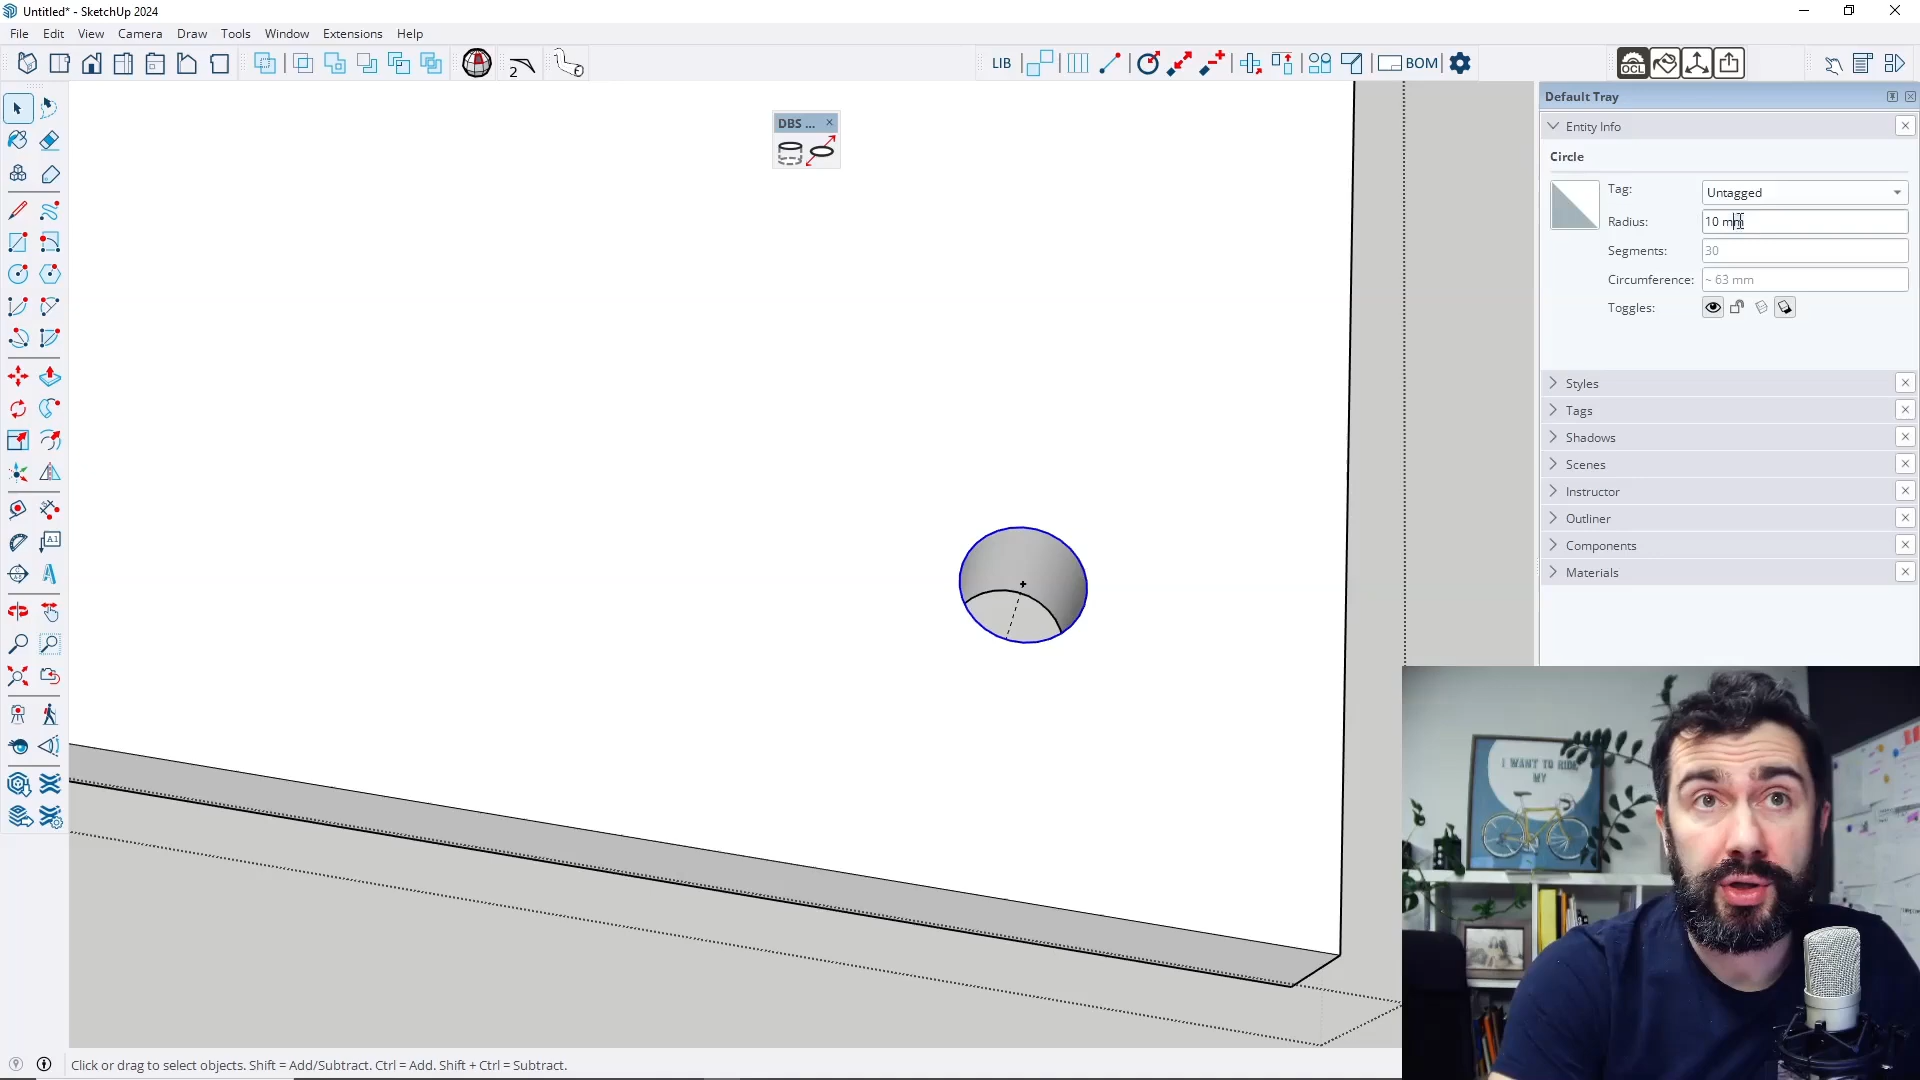 Untitled* - SketchUp 2024
File Edit View Camera Draw Tools Window Extensions Help
2
LIB
BOM
OCL
DBS ...
Default Tray
Entity Info
Circle
Tag: Untagged
Radius: 10 mm
Segments: 30
Circumference: ~ 63 mm
Toggles:
Styles
Tags
Shadows
Scenes
Instructor
Outliner
Components
Materials
A1
A
I WANT TO RIDE
MY
Click or drag to select objects. Shift = Add/Subtract. Ctrl = Add. Shift + Ctrl = Subtract.